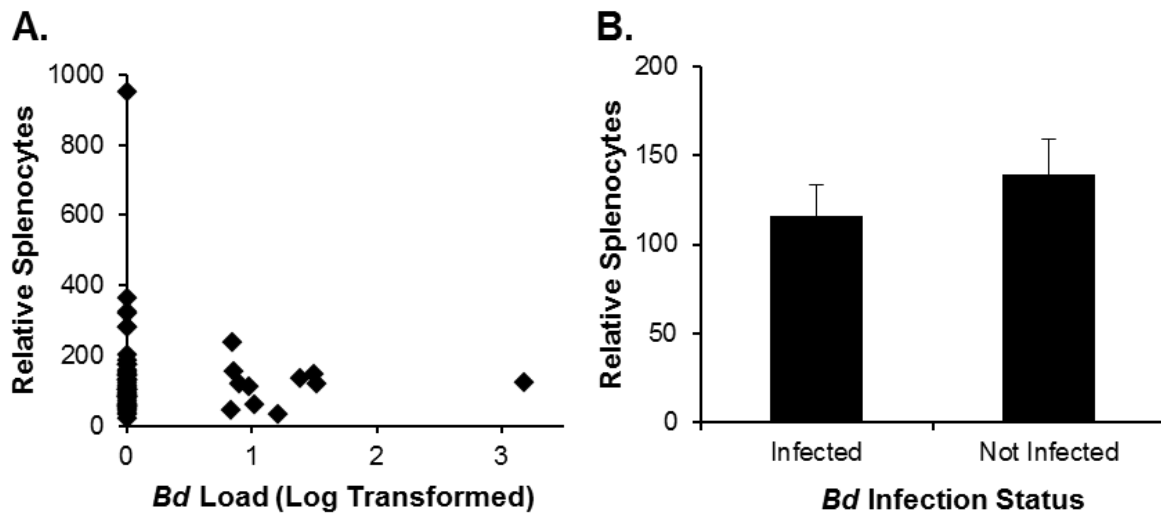 A.
Relative Splenocytes
1000
800
600
400
200
0
0 1 2 3
Bd Load (Log Transformed)
B.
Relative Splenocytes
200
150
100
50
0
Infected Not Infected
Bd Infection Status